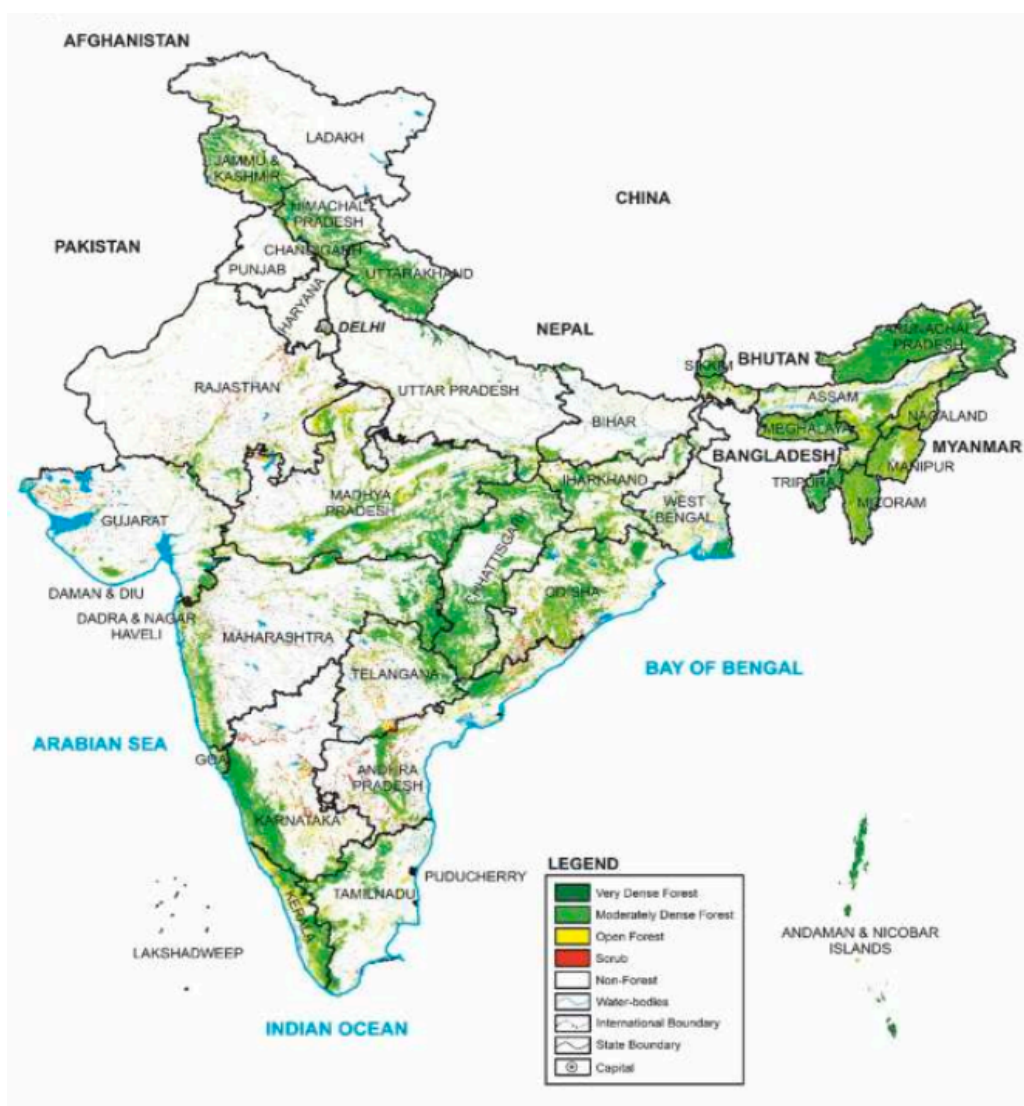 AFGHANISTAN
LADAKH
JAMMU &
KASHMIR
CHINA
HIMACHAL
PRADESH
PAKISTAN
CHANDIGARH
PUNJAB
UTTARAKHAND
HARYANA
DELHI
NEPAL
ARUNACHAL
PRADESH
SIKKIM
BHUTAN
RAJASTHAN
UTTAR PRADESH
ASSAM
NAGALAND
BIHAR
MEGHALAYA
MYANMAR
BANGLADESH
MANIPUR
JHARKHAND
TRIPURA
MADHYA
PRADESH
WEST
BENGAL
MIZORAM
GUJARAT
CHHATTISGARH
DAMAN & DIU
ODISHA
DADRA & NAGAR
HAVELI
MAHARASHTRA
TELANGANA
BAY OF BENGAL
ARABIAN SEA
GOA
ANDHRA
PRADESH
KARNATAKA
LEGEND
PUDUCHERRY
TAMILNADU
KERALA
Very Dense Forest
Moderately Dense Forest
Open Forest
Scrub
Non-Forest
Water-bodies
International Boundary
State Boundary
Capital
ANDAMAN & NICOBAR
ISLANDS
LAKSHADWEEP
INDIAN OCEAN